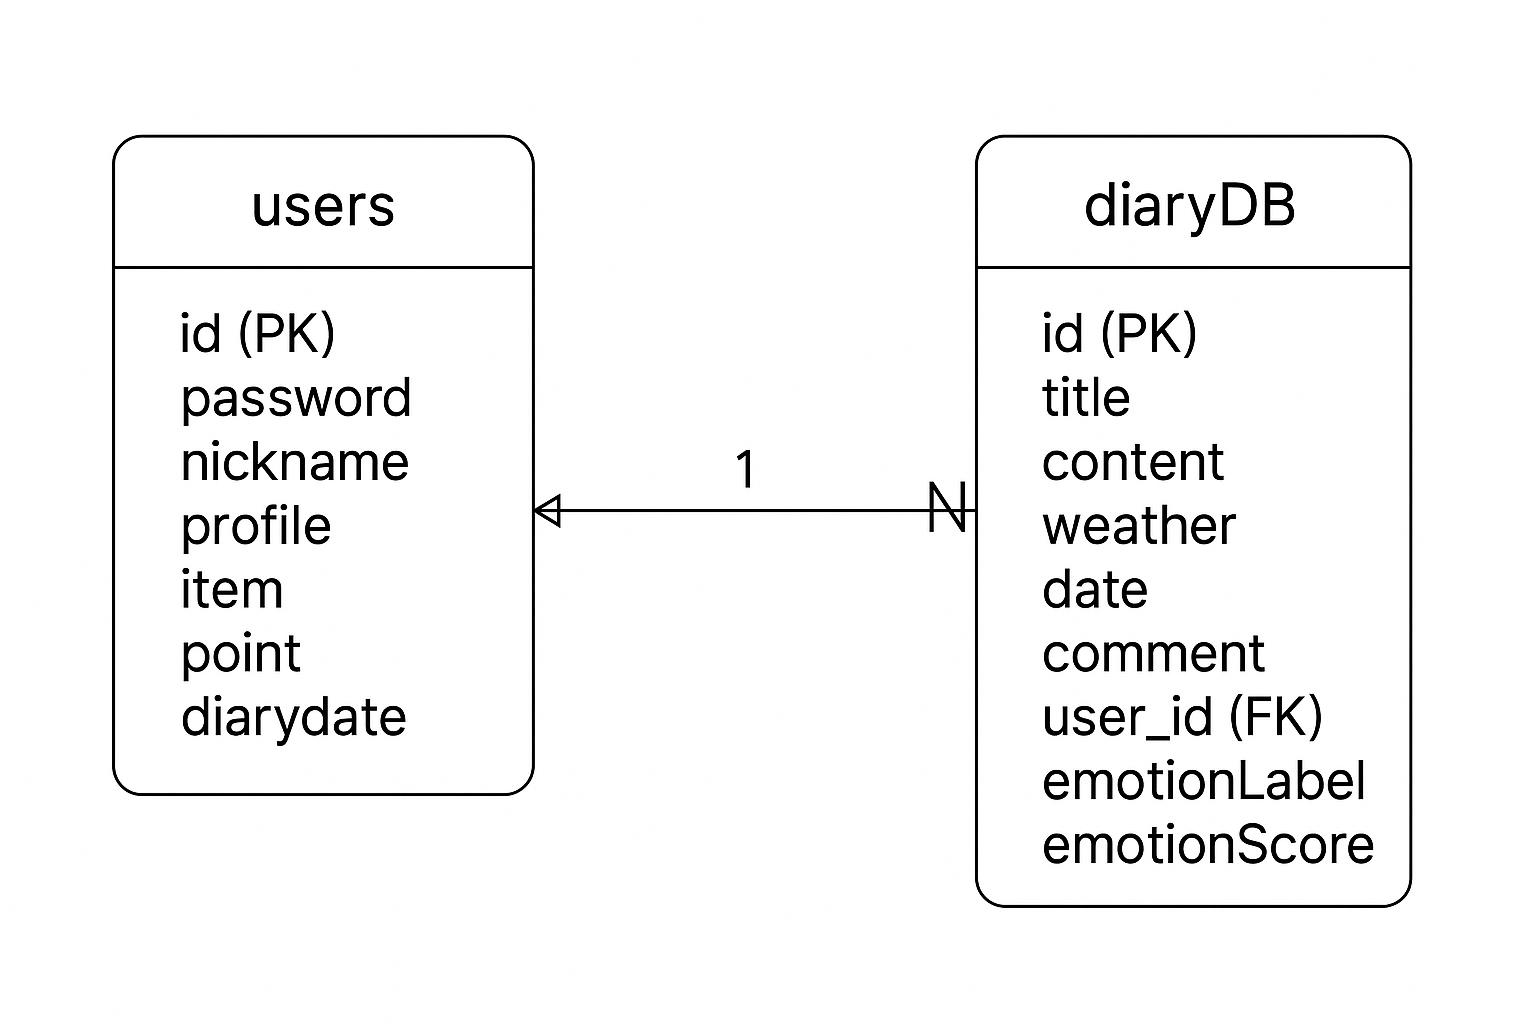 users
id (PK)
password
nickname
profile
item
point
diarydate
1
N
diaryDB
id (PK)
title
content
weather
date
comment
user_id (FK)
emotionLabel
emotionScore